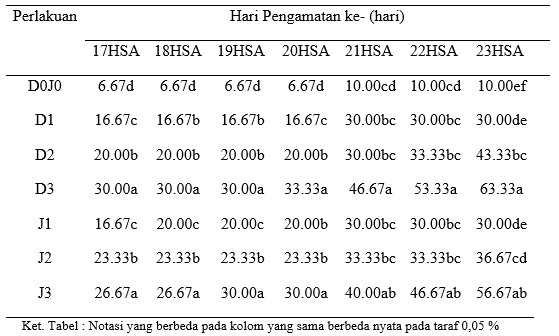 Perlakuan Hari Pengamatan ke- (hari)
17HSA 18HSA 19HSA 20HSA 21HSA 22HSA 23HSA
D0J0 6.67d 6.67d 6.67d 6.67d 10.00cd 10.00cd 10.00ef
D1 16.67c 16.67b 16.67b 16.67c 30.00bc 30.00bc 30.00de
D2 20.00b 20.00b 20.00b 20.00b 30.00bc 33.33bc 43.33bc
D3 30.00a 30.00a 30.00a 33.33a 46.67a 53.33a 63.33a
J1 16.67c 20.00c 20.00c 20.00b 30.00bc 30.00bc 30.00de
J2 23.33b 23.33b 23.33b 23.33b 33.33bc 33.33bc 36.67cd
J3 26.67a 26.67a 30.00a 30.00a 40.00ab 46.67ab 56.67ab
Ket. Tabel : Notasi yang berbeda pada kolom yang sama berbeda nyata pada taraf 0,05 %